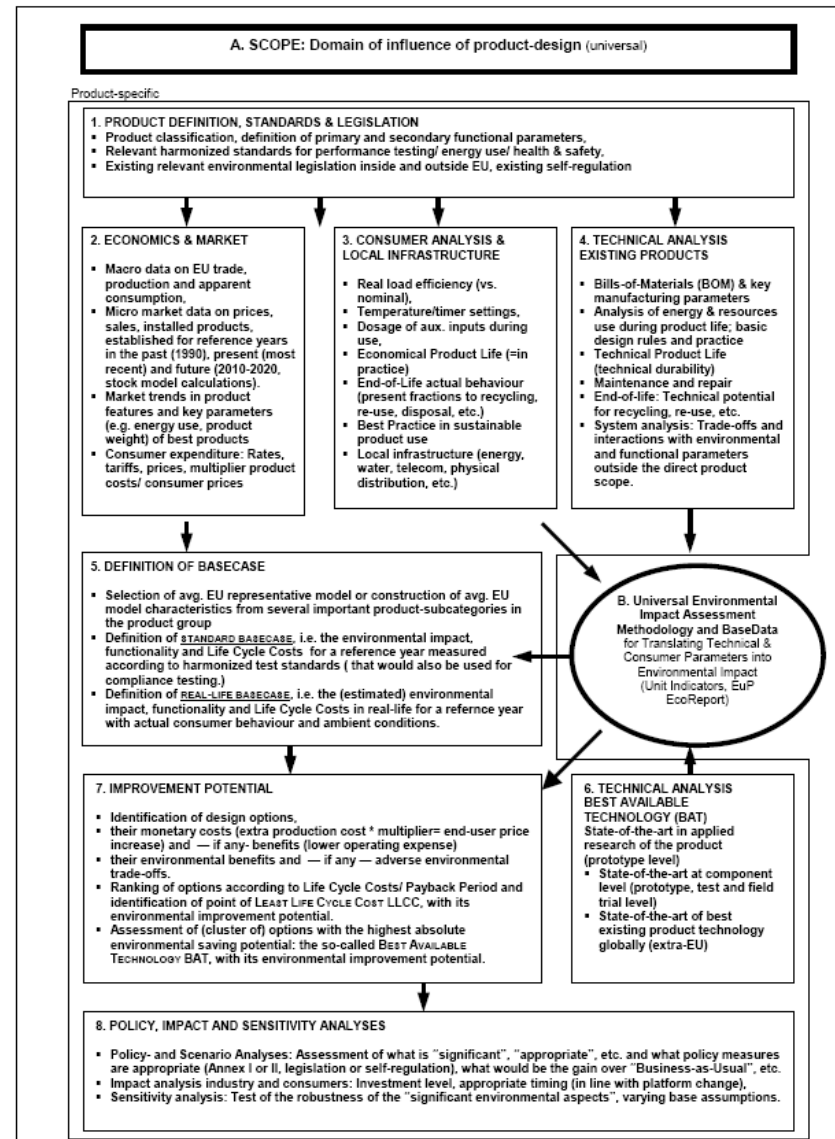 A. SCOPE: Domain of influence of product-design (universal)
Product-specific
1. PRODUCT DEFINITION, STANDARDS & LEGISLATION
▪ Product classification, definition of primary and secondary functional parameters,
▪ Relevant harmonized standards for performance testing/ energy use/ health & safety,
▪ Existing relevant environmental legislation inside and outside EU, existing self-regulation
2. ECONOMICS & MARKET
▪ Macro data on EU trade,
production and apparent
consumption,
▪ Micro market data on prices,
sales, installed products,
established for reference years
in the past (1990), present (most
recent) and future (2010-2020,
stock model calculations).
▪ Market trends in product
features and key parameters
(e.g. energy use, product
weight) of best products
▪ Consumer expenditure: Rates,
tariffs, prices, multiplier product
costs/ consumer prices
3. CONSUMER ANALYSIS &
LOCAL INFRASTRUCTURE
▪ Real load efficiency (vs.
nominal),
▪ Temperature/timer settings,
▪ Dosage of aux. inputs during
use,
▪ Economical Product Life (=in
practice)
▪ End-of-Life actual behaviour
(present fractions to recycling,
re-use, disposal, etc.)
▪ Best Practice in sustainable
product use
▪ Local infrastructure (energy,
water, telecom, physical
distribution, etc.)
4. TECHNICAL ANALYSIS
EXISTING PRODUCTS
▪ Bills-of-Materials (BOM) & key
manufacturing parameters
▪ Analysis of energy & resources
use during product life; basic
design rules and practice
▪ Technical Product Life
(technical durability)
▪ Maintenance and repair
▪ End-of-life: Technical potential
for recycling, re-use, etc.
▪ System analysis: Trade-offs and
interactions with environmental
and functional parameters
outside the direct product
scope.
5. DEFINITION OF BASECASE
▪ Selection of avg. EU representative model or construction of avg. EU
model characteristics from several important product-subcategories in
the product group
▪ Definition of STANDARD BASECASE, i.e. the environmental impact,
functionality and Life Cycle Costs for a reference year measured
according to harmonized test standards ( that would also be used for
compliance testing.)
▪ Definition of REAL-LIFE BASECASE, i.e. the (estimated) environmental
impact, functionality and Life Cycle Costs in real-life for a refernce year
with actual consumer behaviour and ambient conditions.
B. Universal Environmental
Impact Assessment
Methodology and BaseData
for Translating Technical
& Consumer Parameters into
Environmental Impact
(Unit Indicators, EuP
EcoReport)
7. IMPROVEMENT POTENTIAL
▪ Identification of design options,
▪ their monetary costs (extra production cost * multiplier= end-user price
increase) and — if any- benefits (lower operating expense)
▪ their environmental benefits and — if any — adverse environmental
trade-offs.
▪ Ranking of options according to Life Cycle Costs/ Payback Period and
identification of point of LEAST LIFE CYCLE COST LLCC, with its
environmental improvement potential.
▪ Assessment of (cluster of) options with the highest absolute
environmental saving potential: the so-called BEST AVAILABLE
TECHNOLOGY BAT, with its environmental improvement potential.
6. TECHNICAL ANALYSIS
BEST AVAILABLE
TECHNOLOGY (BAT)
State-of-the-art in applied
research of the product
(prototype level)
▪ State-of-the-art at component
level (prototype, test and field
trial level)
▪ State-of-the-art of best
existing product technology
globally (extra-EU)
8. POLICY, IMPACT AND SENSITIVITY ANALYSES
▪ Policy- and Scenario Analyses: Assessment of what is "significant", "appropriate", etc. and what policy measures
are appropriate (Annex I or II, legislation or self-regulation), what would be the gain over "Business-as-Usual", etc.
▪ Impact analysis industry and consumers: Investment level, appropriate timing (in line with platform change),
▪ Sensitivity analysis: Test of the robustness of the "significant environmental aspects", varying base assumptions.